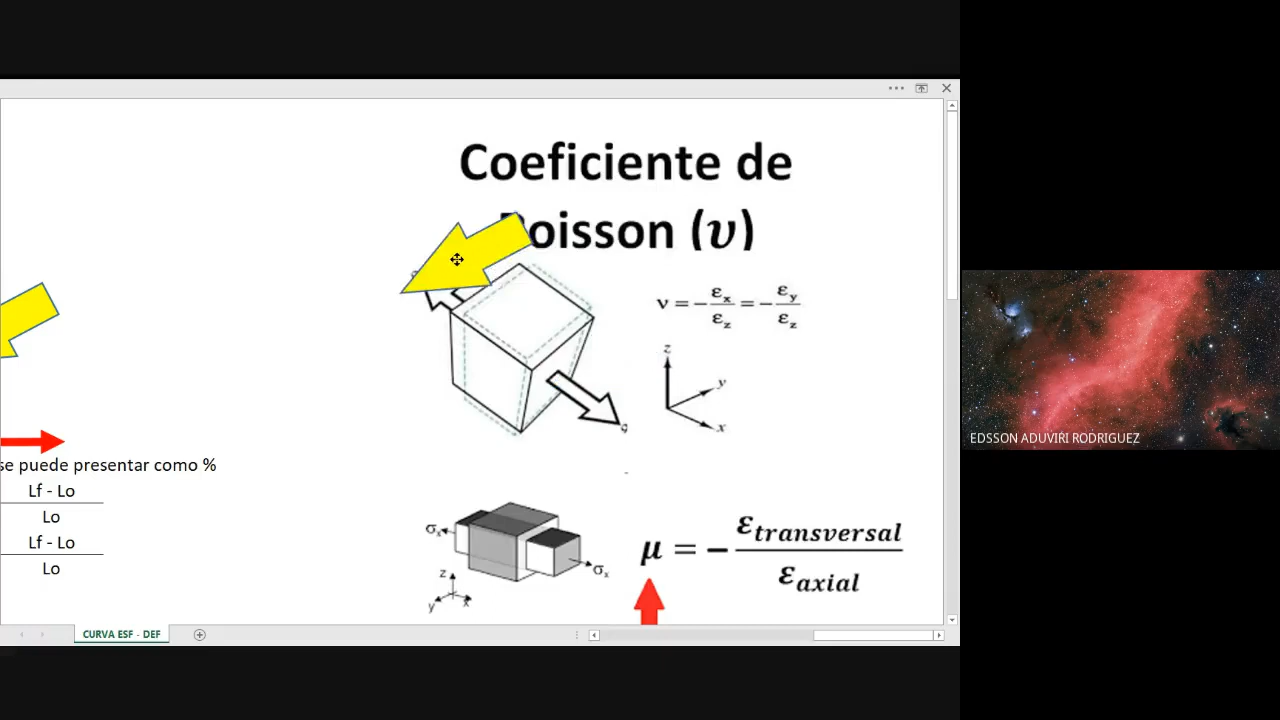 Coeficiente de
Poisson (υ)
ν = − εx/εz = − εy/εz
z
y
x
se puede presentar como %
Lf - Lo
Lo
Lf - Lo
Lo
σx
σx
z
y
x
μ = − εtransversal/εaxial
CURVA ESF - DEF
EDSSON ADUVIRI RODRIGUEZ